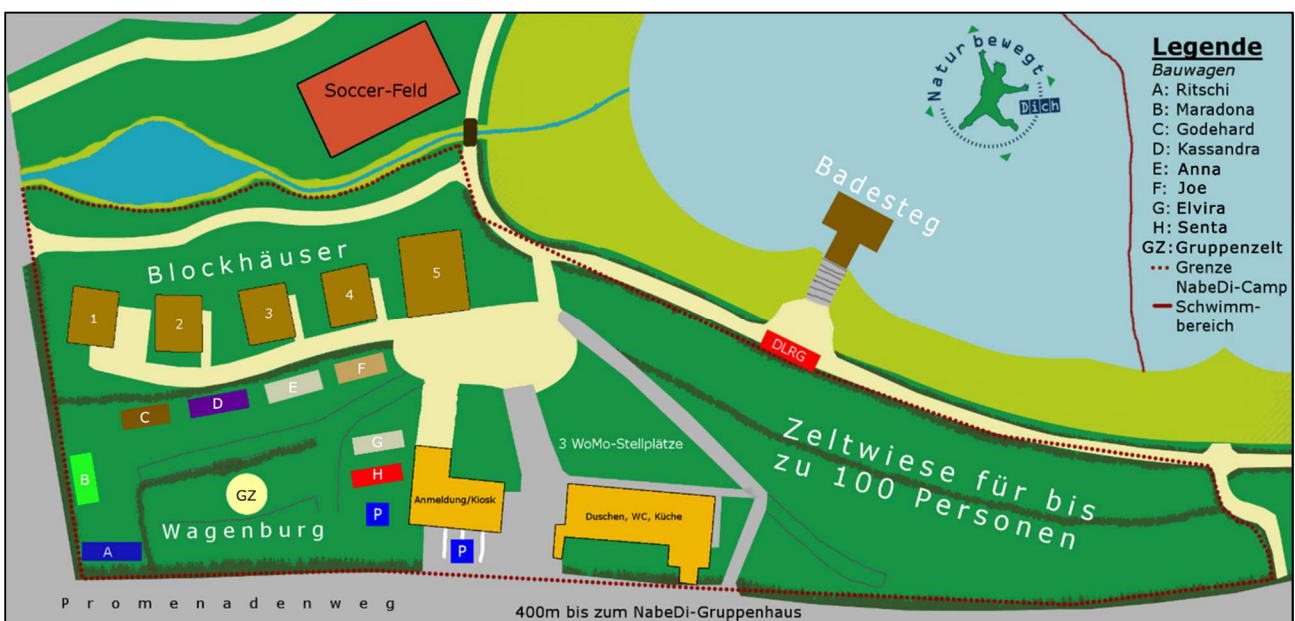 Soccer-Feld
Natur bewegt
Dich
Legende
Bauwagen
A: Ritschi
B: Maradona
C: Godehard
D: Kassandra
E: Anna
F: Joe
G: Elvira
H: Senta
GZ: Gruppenzelt
Grenze
NabeDi-Camp
Schwimm-
bereich
Badesteg
Blockhäuser
1
2
3
4
5
DLRG
F
E
D
C
B
A
G
H
GZ
P
P
Wagenburg
Anmeldung/Kiosk
3 WoMo-Stellplätze
Duschen, WC, Küche
Zeltwiese für bis
zu 100 Personen
Promenadenweg
400m bis zum NabeDi-Gruppenhaus